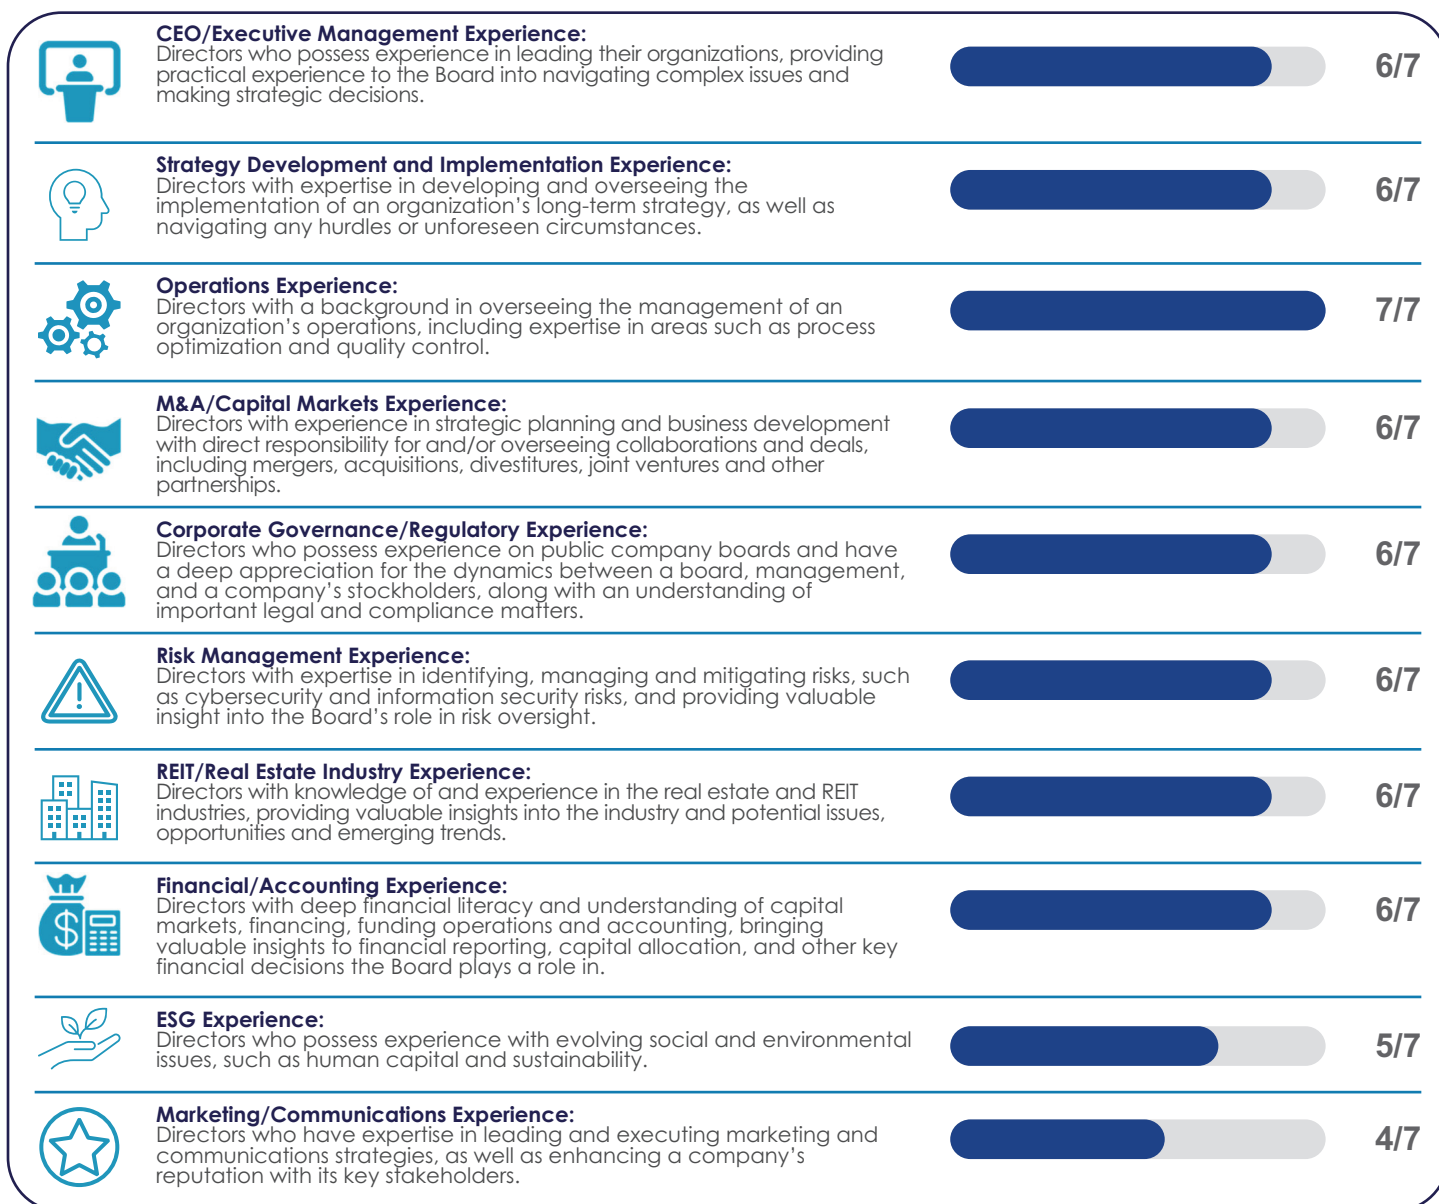 CEO/Executive Management Experience:
Directors who possess experience in leading their organizations, providing
practical experience to the Board into navigating complex issues and
making strategic decisions.
6/7
Strategy Development and Implementation Experience:
Directors with expertise in developing and overseeing the
implementation of an organization’s long-term strategy, as well as
navigating any hurdles or unforeseen circumstances.
6/7
Operations Experience:
Directors with a background in overseeing the management of an
organization’s operations, including expertise in areas such as process
optimization and quality control.
7/7
M&A/Capital Markets Experience:
Directors with experience in strategic planning and business development
with direct responsibility for and/or overseeing collaborations and deals,
including mergers, acquisitions, divestitures, joint ventures and other
partnerships.
6/7
Corporate Governance/Regulatory Experience:
Directors who possess experience on public company boards and have
a deep appreciation for the dynamics between a board, management,
and a company’s stockholders, along with an understanding of
important legal and compliance matters.
6/7
Risk Management Experience:
Directors with expertise in identifying, managing and mitigating risks, such
as cybersecurity and information security risks, and providing valuable
insight into the Board’s role in risk oversight.
6/7
REIT/Real Estate Industry Experience:
Directors with knowledge of and experience in the real estate and REIT
industries, providing valuable insights into the industry and potential issues,
opportunities and emerging trends.
6/7
Financial/Accounting Experience:
Directors with deep financial literacy and understanding of capital
markets, financing, funding operations and accounting, bringing
valuable insights to financial reporting, capital allocation, and other key
financial decisions the Board plays a role in.
$
6/7
ESG Experience:
Directors who possess experience with evolving social and environmental
issues, such as human capital and sustainability.
5/7
Marketing/Communications Experience:
Directors who have expertise in leading and executing marketing and
communications strategies, as well as enhancing a company’s
reputation with its key stakeholders.
4/7